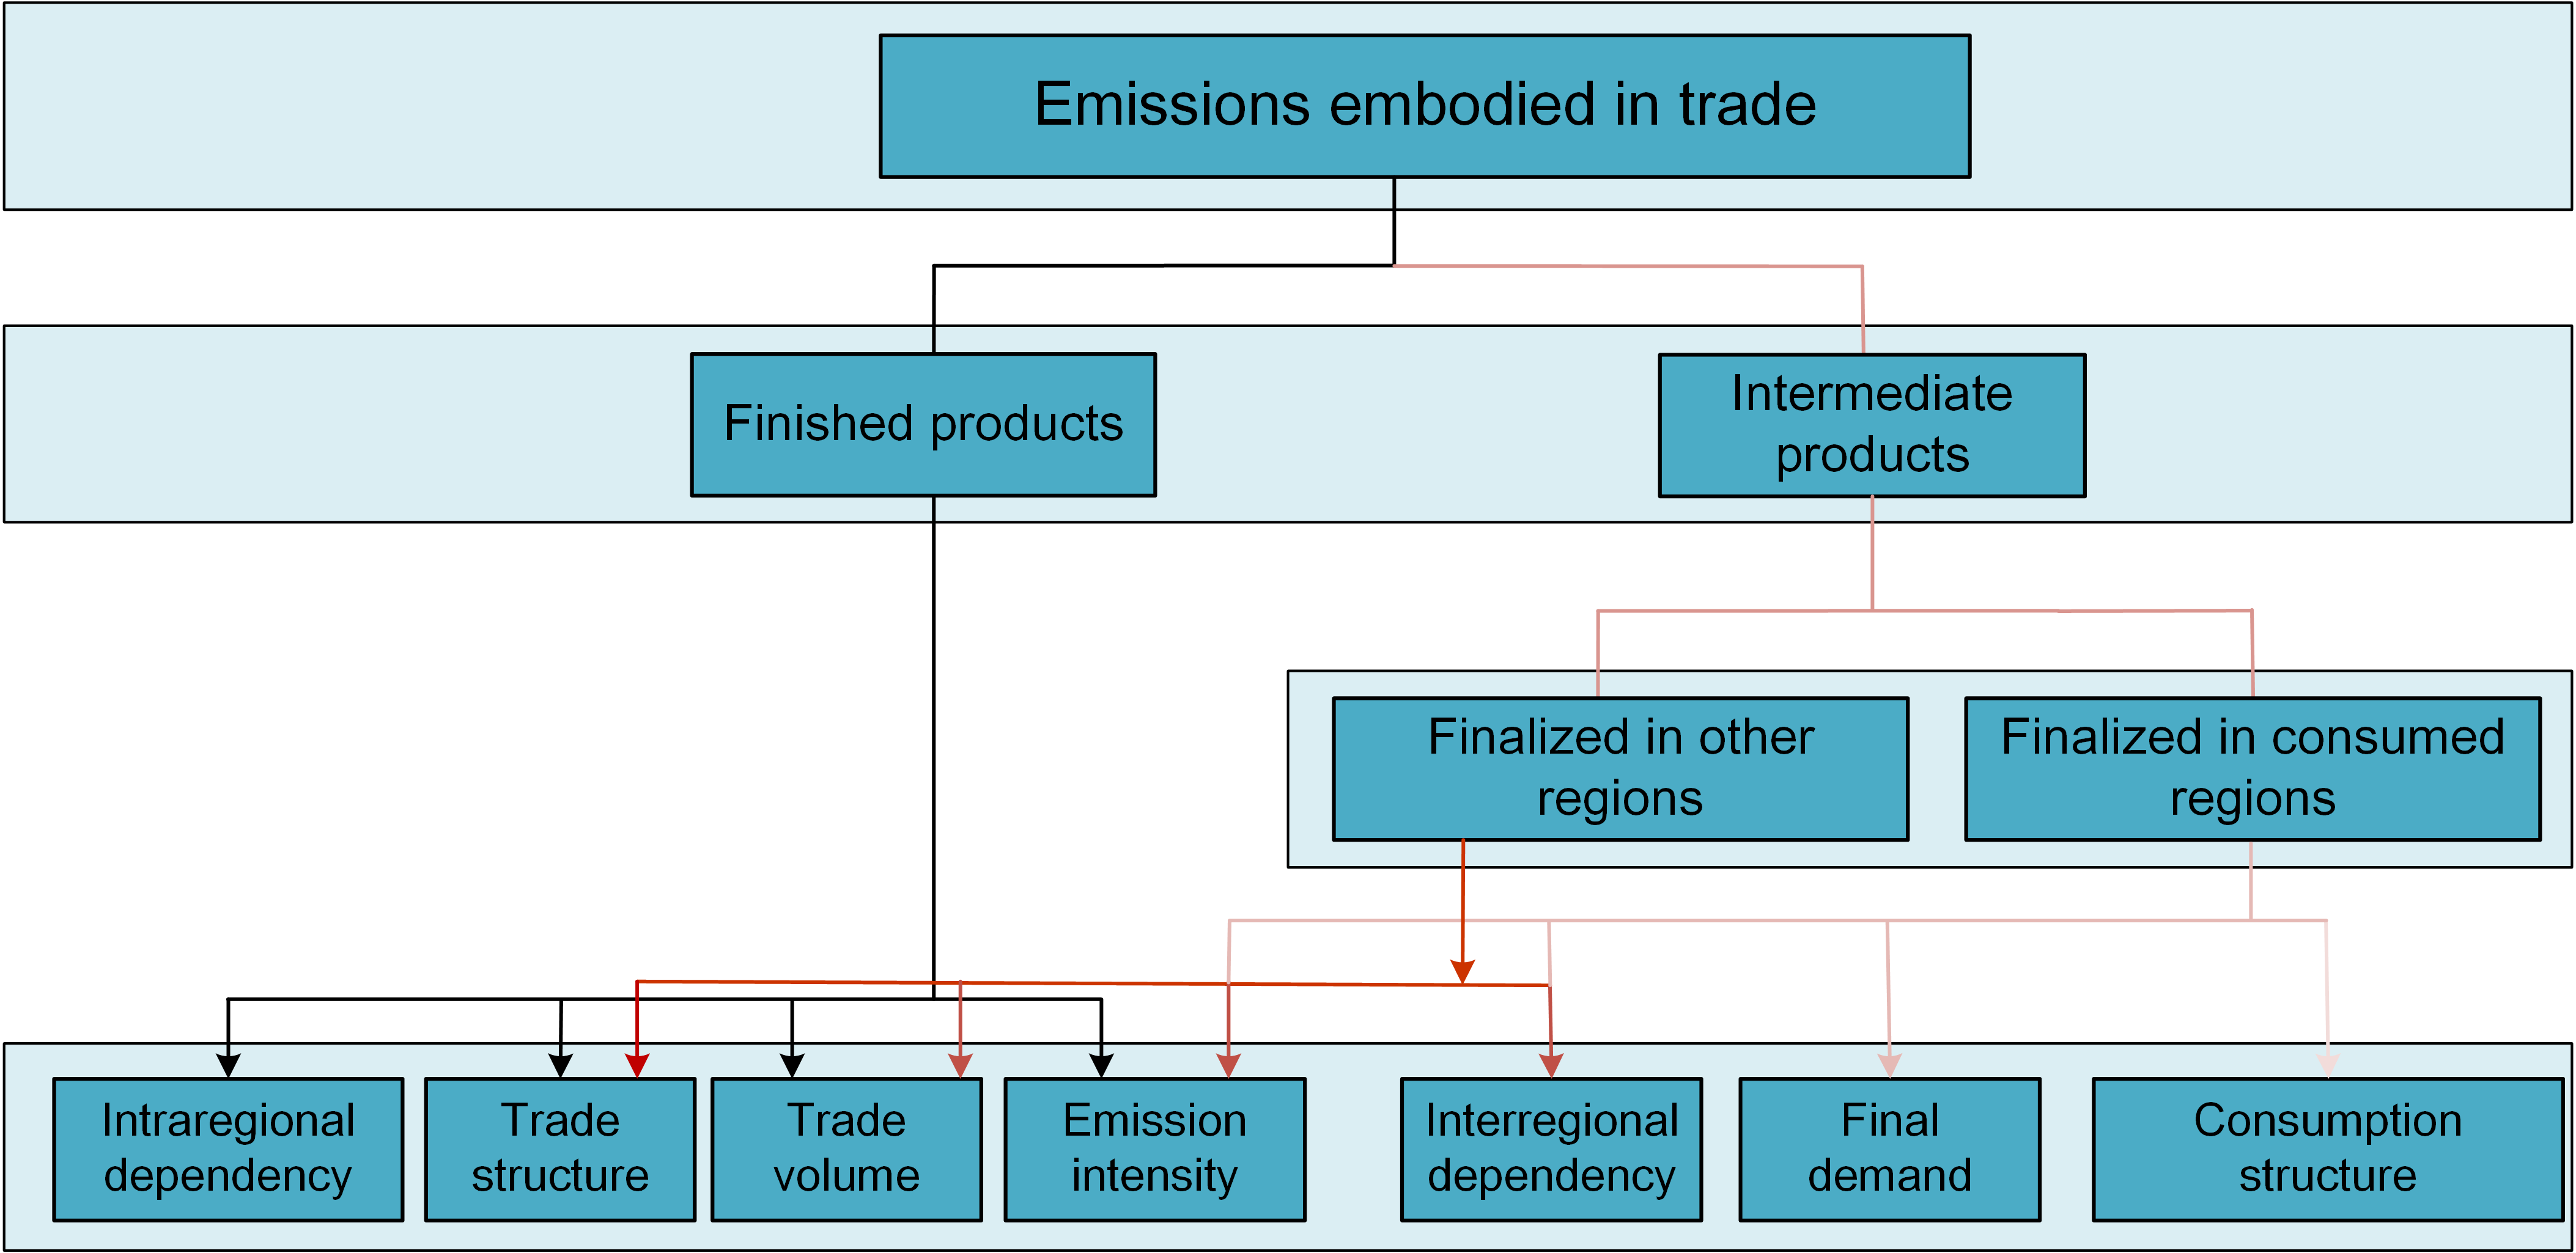 Emissions embodied in trade
Finished products
Intermediate
products
Finalized in other
regions
Finalized in consumed
regions
Intraregional
dependency
Trade
structure
Trade
volume
Emission
intensity
Interregional
dependency
Final
demand
Consumption
structure